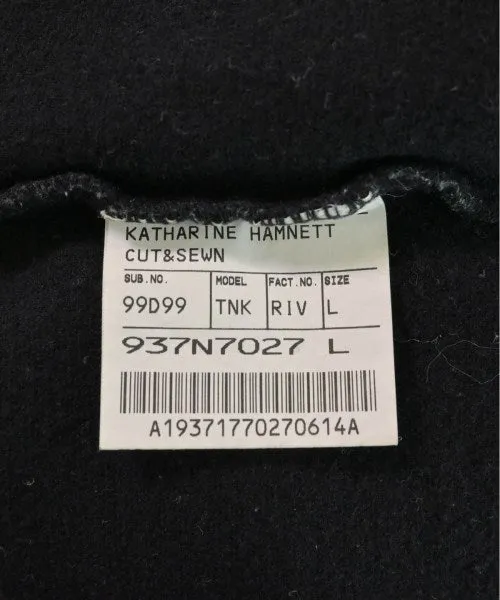 KATHARINE HAMNETT
CUT&SEWN
SUB.NO. MODEL FACT.NO. SIZE
99D99 TNK RIV L
937N7027 L
A19371770270614A